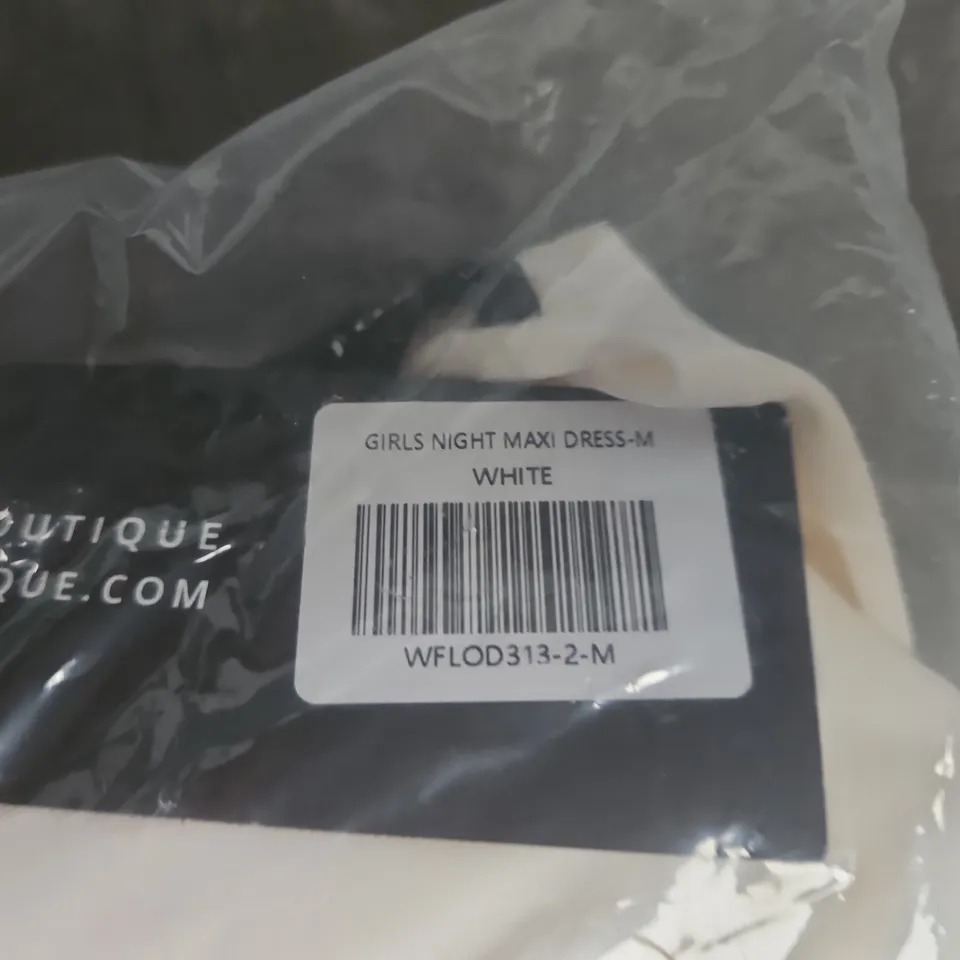 GIRLS NIGHT MAXI DRESS-M
WHITE
OUTIQUE
QUE.COM
WFLOD313-2-M